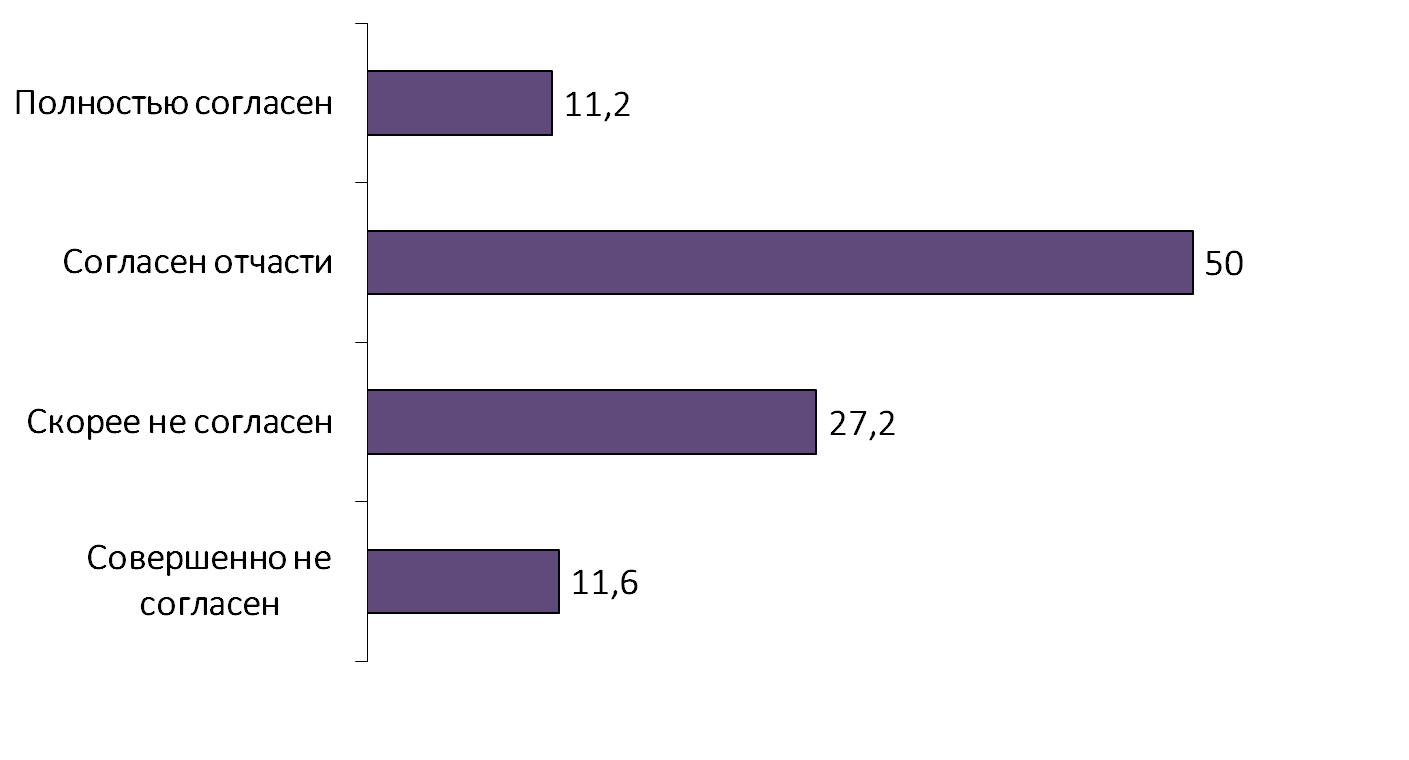 Полностью согласен
11,2
Согласен отчасти
50
Скорее не согласен
27,2
Совершенно не
согласен
11,6